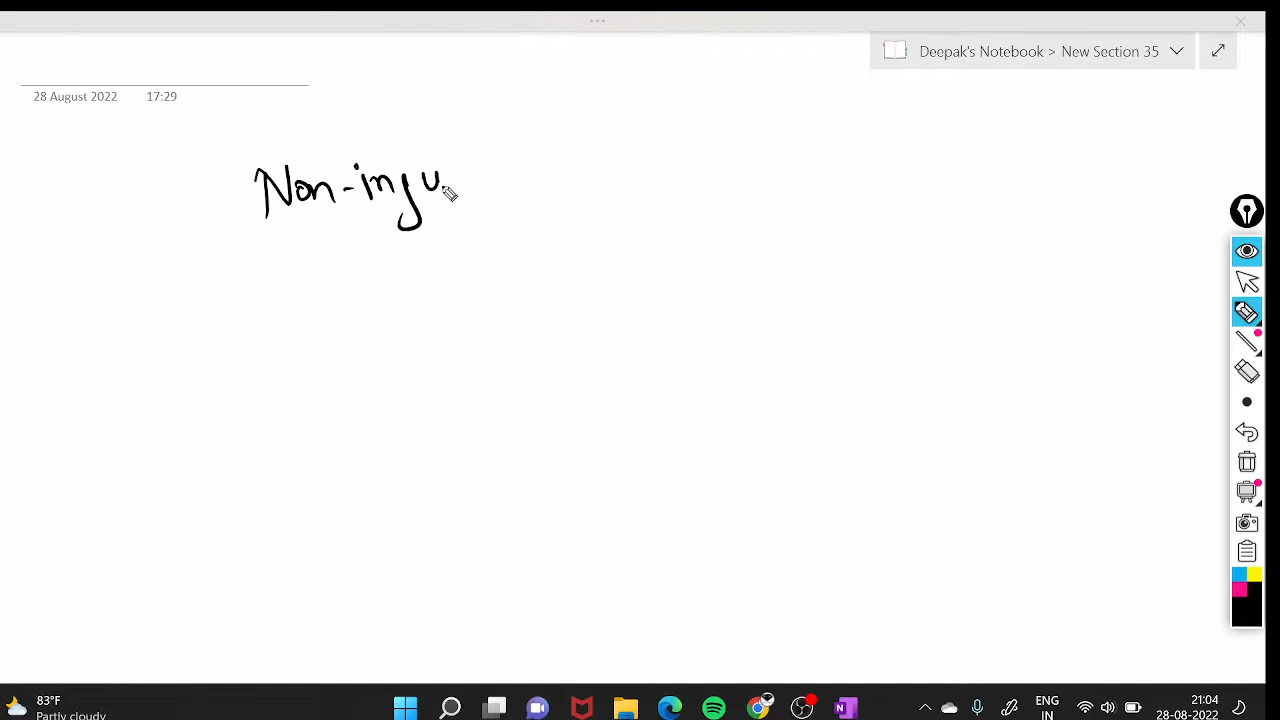 Deepak's Notebook > New Section 35
28 August 2022 17:29
Non-inju
83°F
Partly cloudy
ENG
IN
21:04
28-08-2022